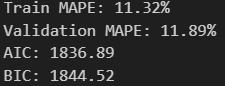 Train MAPE: 11.32%
Validation MAPE: 11.89%
AIC: 1836.89
BIC: 1844.52